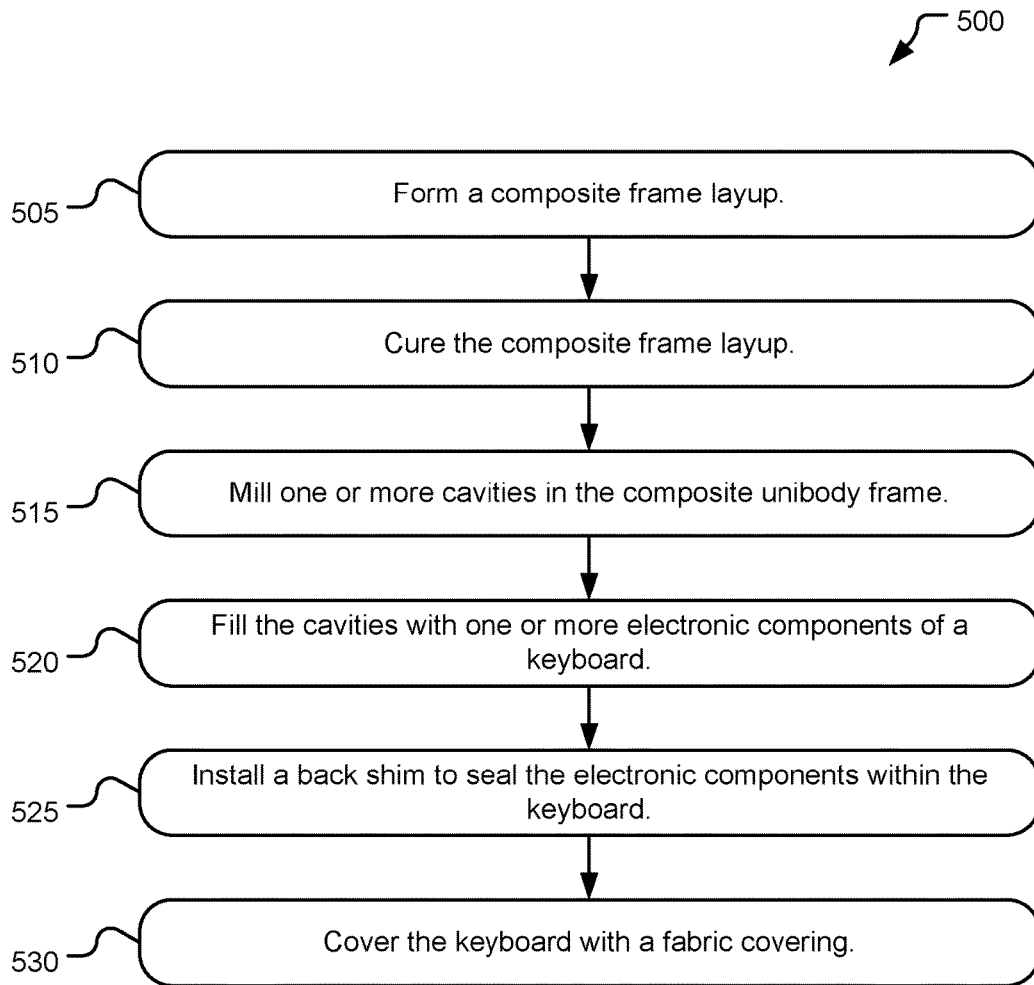 500
505
Form a composite frame layup.
510
Cure the composite frame layup.
515
Mill one or more cavities in the composite unibody frame.
520
Fill the cavities with one or more electronic components of a
keyboard.
525
Install a back shim to seal the electronic components within the
keyboard.
530
Cover the keyboard with a fabric covering.